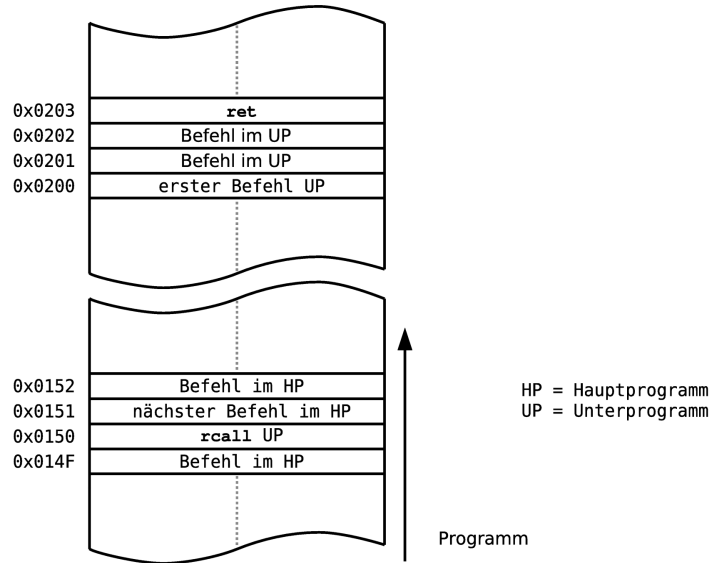 0x0203 ret
0x0202 Befehl im UP
0x0201 Befehl im UP
0x0200 erster Befehl UP
0x0152 Befehl im HP
0x0151 nächster Befehl im HP
0x0150 rcall UP
0x014F Befehl im HP
HP = Hauptprogramm
UP = Unterprogramm
Programm